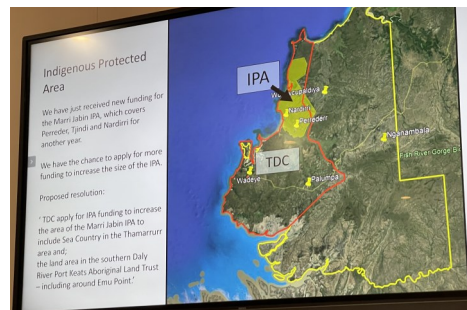 Indigenous Protected
Area
We have just received new funding for
the Marri Jabin IPA, which covers
Perreder, Tjindi and Nardirri for
another year.
We have the chance to apply for more
funding to increase the size of the IPA.
Proposed resolution:
' TDC apply for IPA funding to increase
the area of the Marri Jabin IPA to
include Sea Country in the Thamarrurr
area and;
the land area in the southern Daly
River Port Keats Aboriginal Land Trust
– including around Emu Point.'
IPA
Nardirri
Perrederr
Nganambala
Fish River Gorge B
TDC
Wadeye
Palumpa